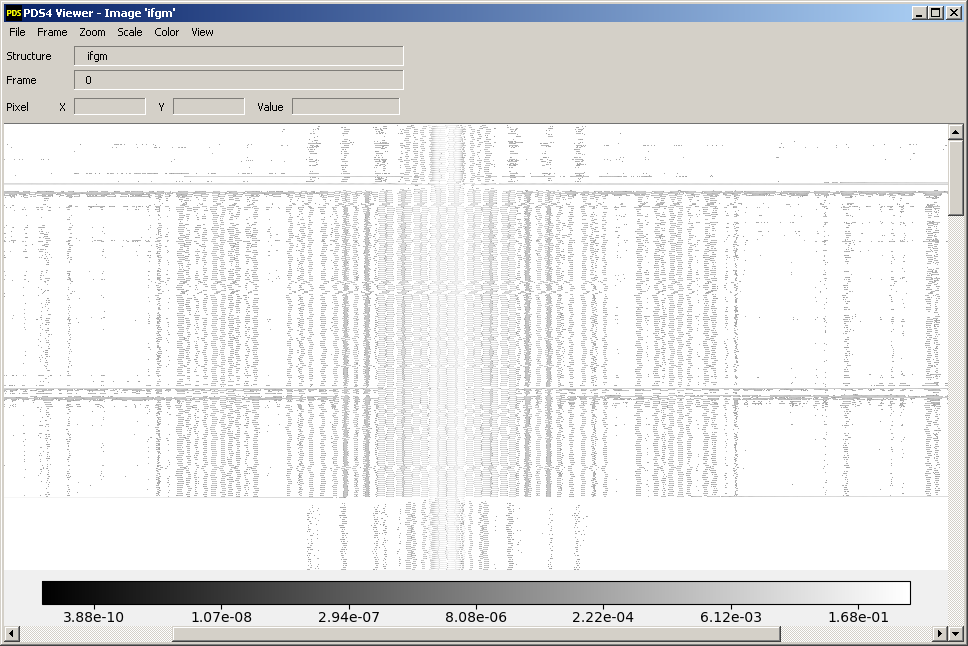 PDS PDS4 Viewer - Image 'ifgm'
File Frame Zoom Scale Color View
Structure ifgm
Frame 0
Pixel X Y Value
3.88e-10 1.07e-08 2.94e-07 8.08e-06 2.22e-04 6.12e-03 1.68e-01